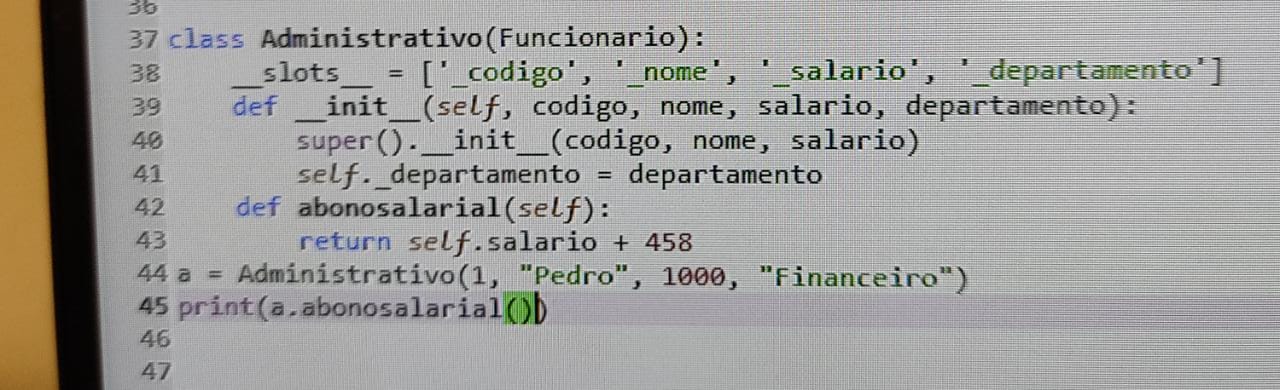 36
37 class Administrativo(Funcionario):
38     __slots__ = ['_codigo', '_nome', '_salario', '_departamento']
39     def __init__(self, codigo, nome, salario, departamento):
40         super().__init__(codigo, nome, salario)
41         self._departamento = departamento
42     def abonosalarial(self):
43         return self.salario + 458
44 a = Administrativo(1, "Pedro", 1000, "Financeiro")
45 print(a.abonosalarial())
46
47